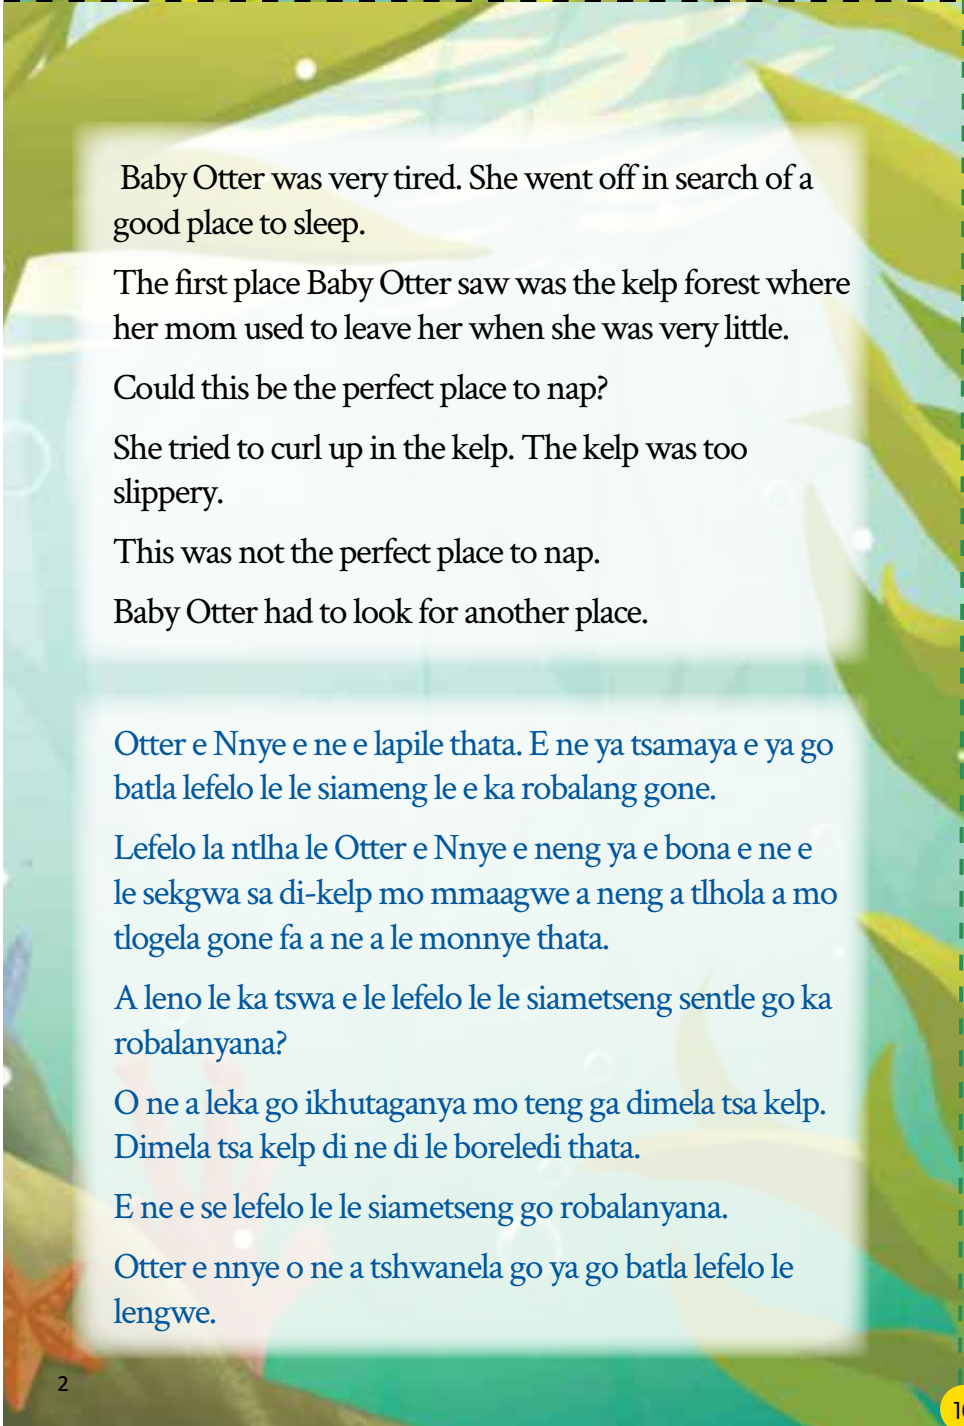 Baby Otter was very tired. She went off in search of a
good place to sleep.
The first place Baby Otter saw was the kelp forest where
her mom used to leave her when she was very little.
Could this be the perfect place to nap?
She tried to curl up in the kelp. The kelp was too
slippery.
This was not the perfect place to nap.
Baby Otter had to look for another place.
Otter e Nnye e ne e lapile thata. E ne ya tsamaya e ya go
batla lefelo le le siameng le e ka robalang gone.
Lefelo la ntlha le Otter e Nnye e neng ya e bona e ne e
le sekgwa sa di-kelp mo mmaagwe a neng a tlhola a mo
tlogela gone fa a ne a le monnye thata.
A leno le ka tswa e le lefelo le le siametseng sentle go ka
robalanyana?
O ne a leka go ikhutaganya mo teng ga dimela tsa kelp.
Dimela tsa kelp di ne di le boreledi thata.
E ne e se lefelo le le siametseng go robalanyana.
Otter e nnye o ne a tshwanela go ya go batla lefelo le
lengwe.
2